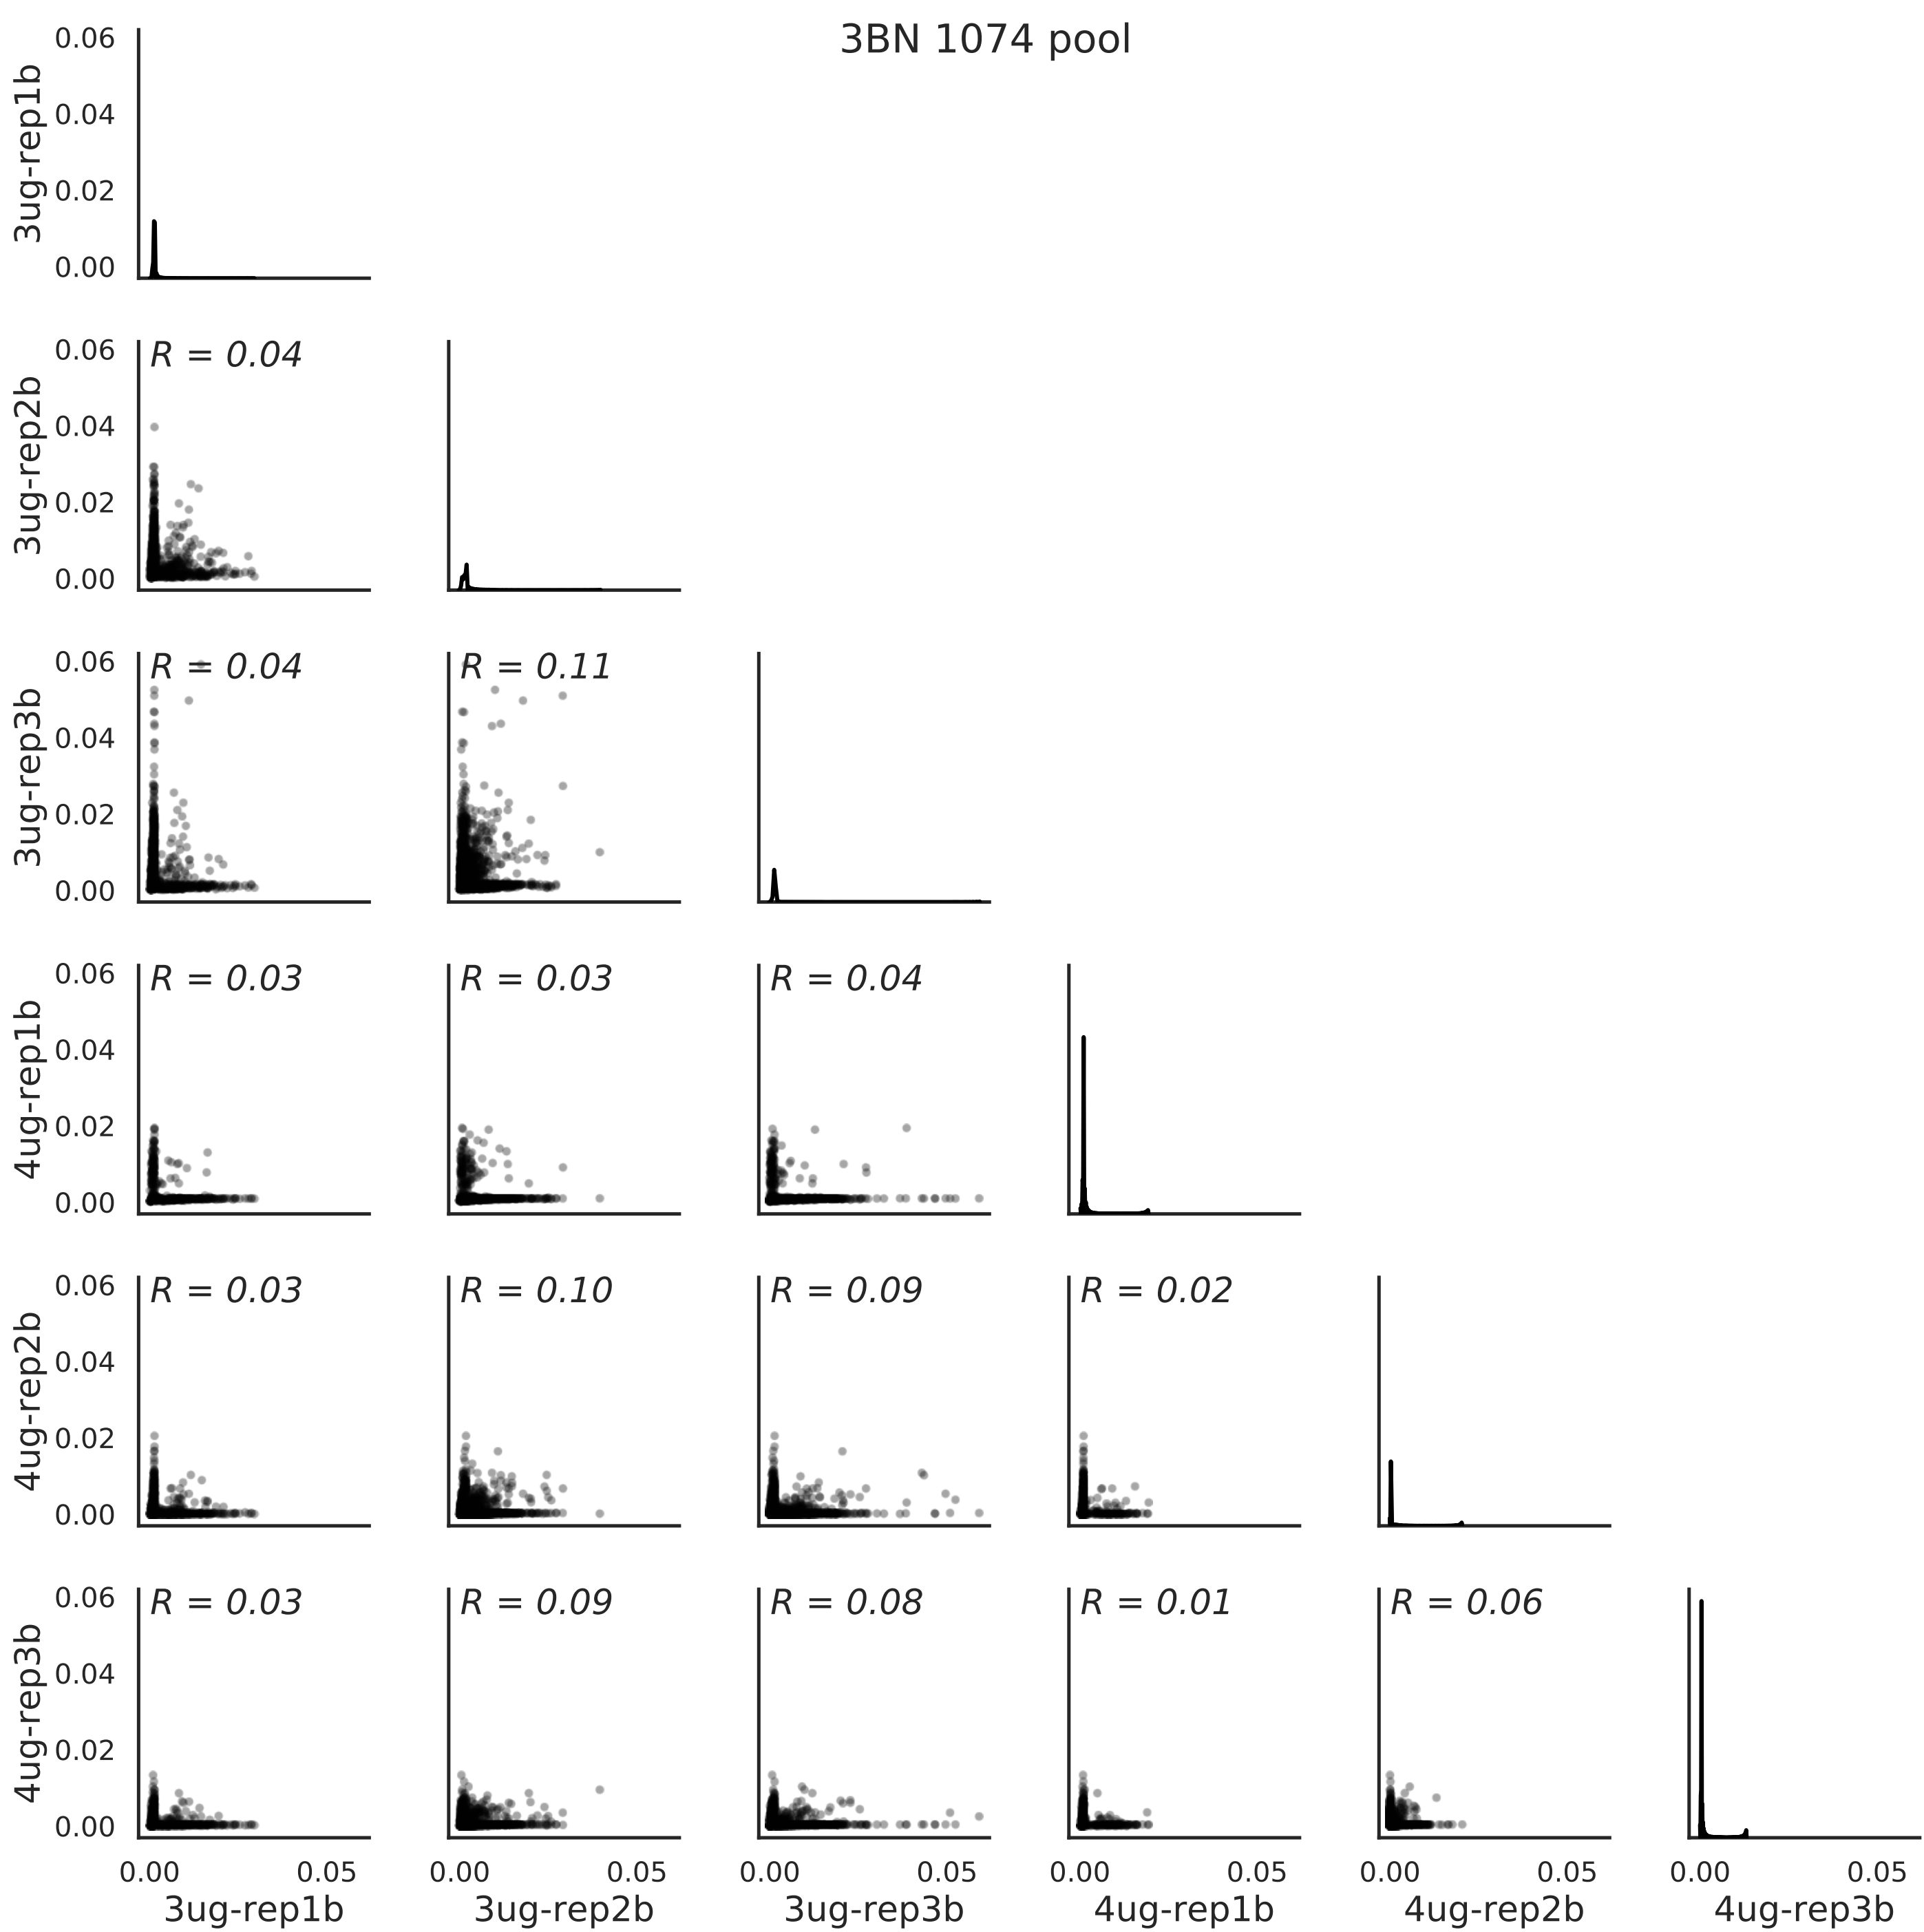 3BN 1074 pool
3ug-rep1b
0.06
0.04
0.02
0.00
3ug-rep2b
0.06
0.04
0.02
0.00
R = 0.04
3ug-rep3b
0.06
0.04
0.02
0.00
R = 0.04
R = 0.11
4ug-rep1b
0.06
0.04
0.02
0.00
R = 0.03
R = 0.03
R = 0.04
4ug-rep2b
0.06
0.04
0.02
0.00
R = 0.03
R = 0.10
R = 0.09
R = 0.02
4ug-rep3b
0.06
0.04
0.02
0.00
R = 0.03
R = 0.09
R = 0.08
R = 0.01
R = 0.06
0.00 0.05
0.00 0.05
0.00 0.05
0.00 0.05
0.00 0.05
0.00 0.05
3ug-rep1b
3ug-rep2b
3ug-rep3b
4ug-rep1b
4ug-rep2b
4ug-rep3b